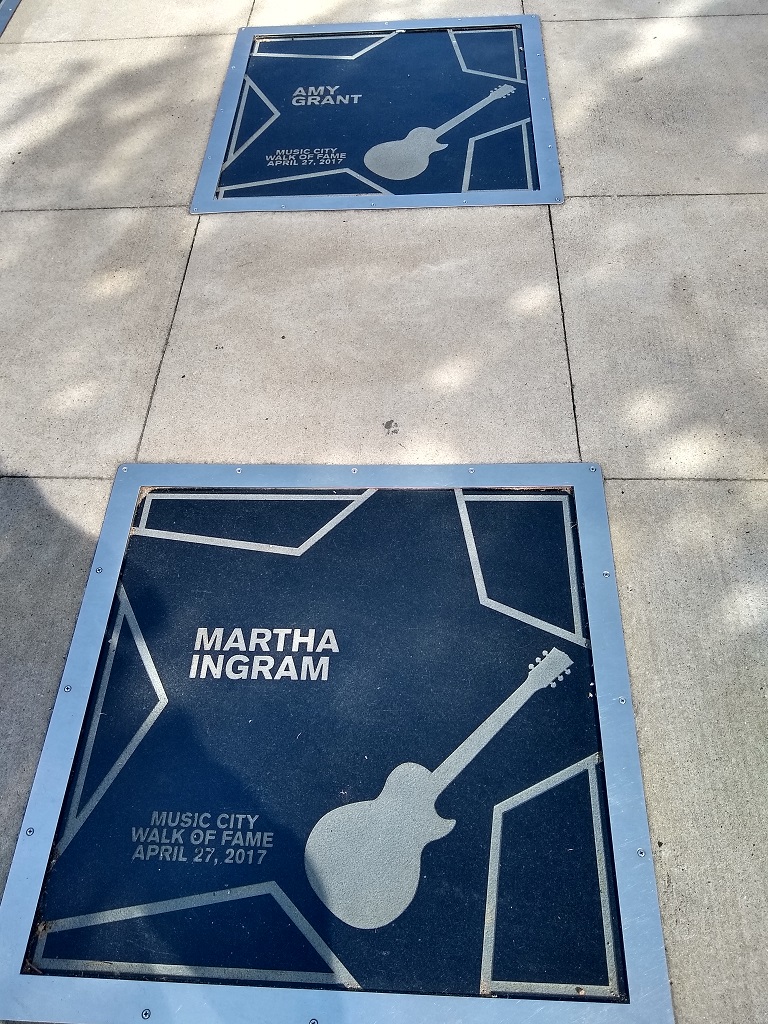 AMY
GRANT
MUSIC CITY
WALK OF FAME
APRIL 27, 2017
MARTHA
INGRAM
MUSIC CITY
WALK OF FAME
APRIL 27, 2017